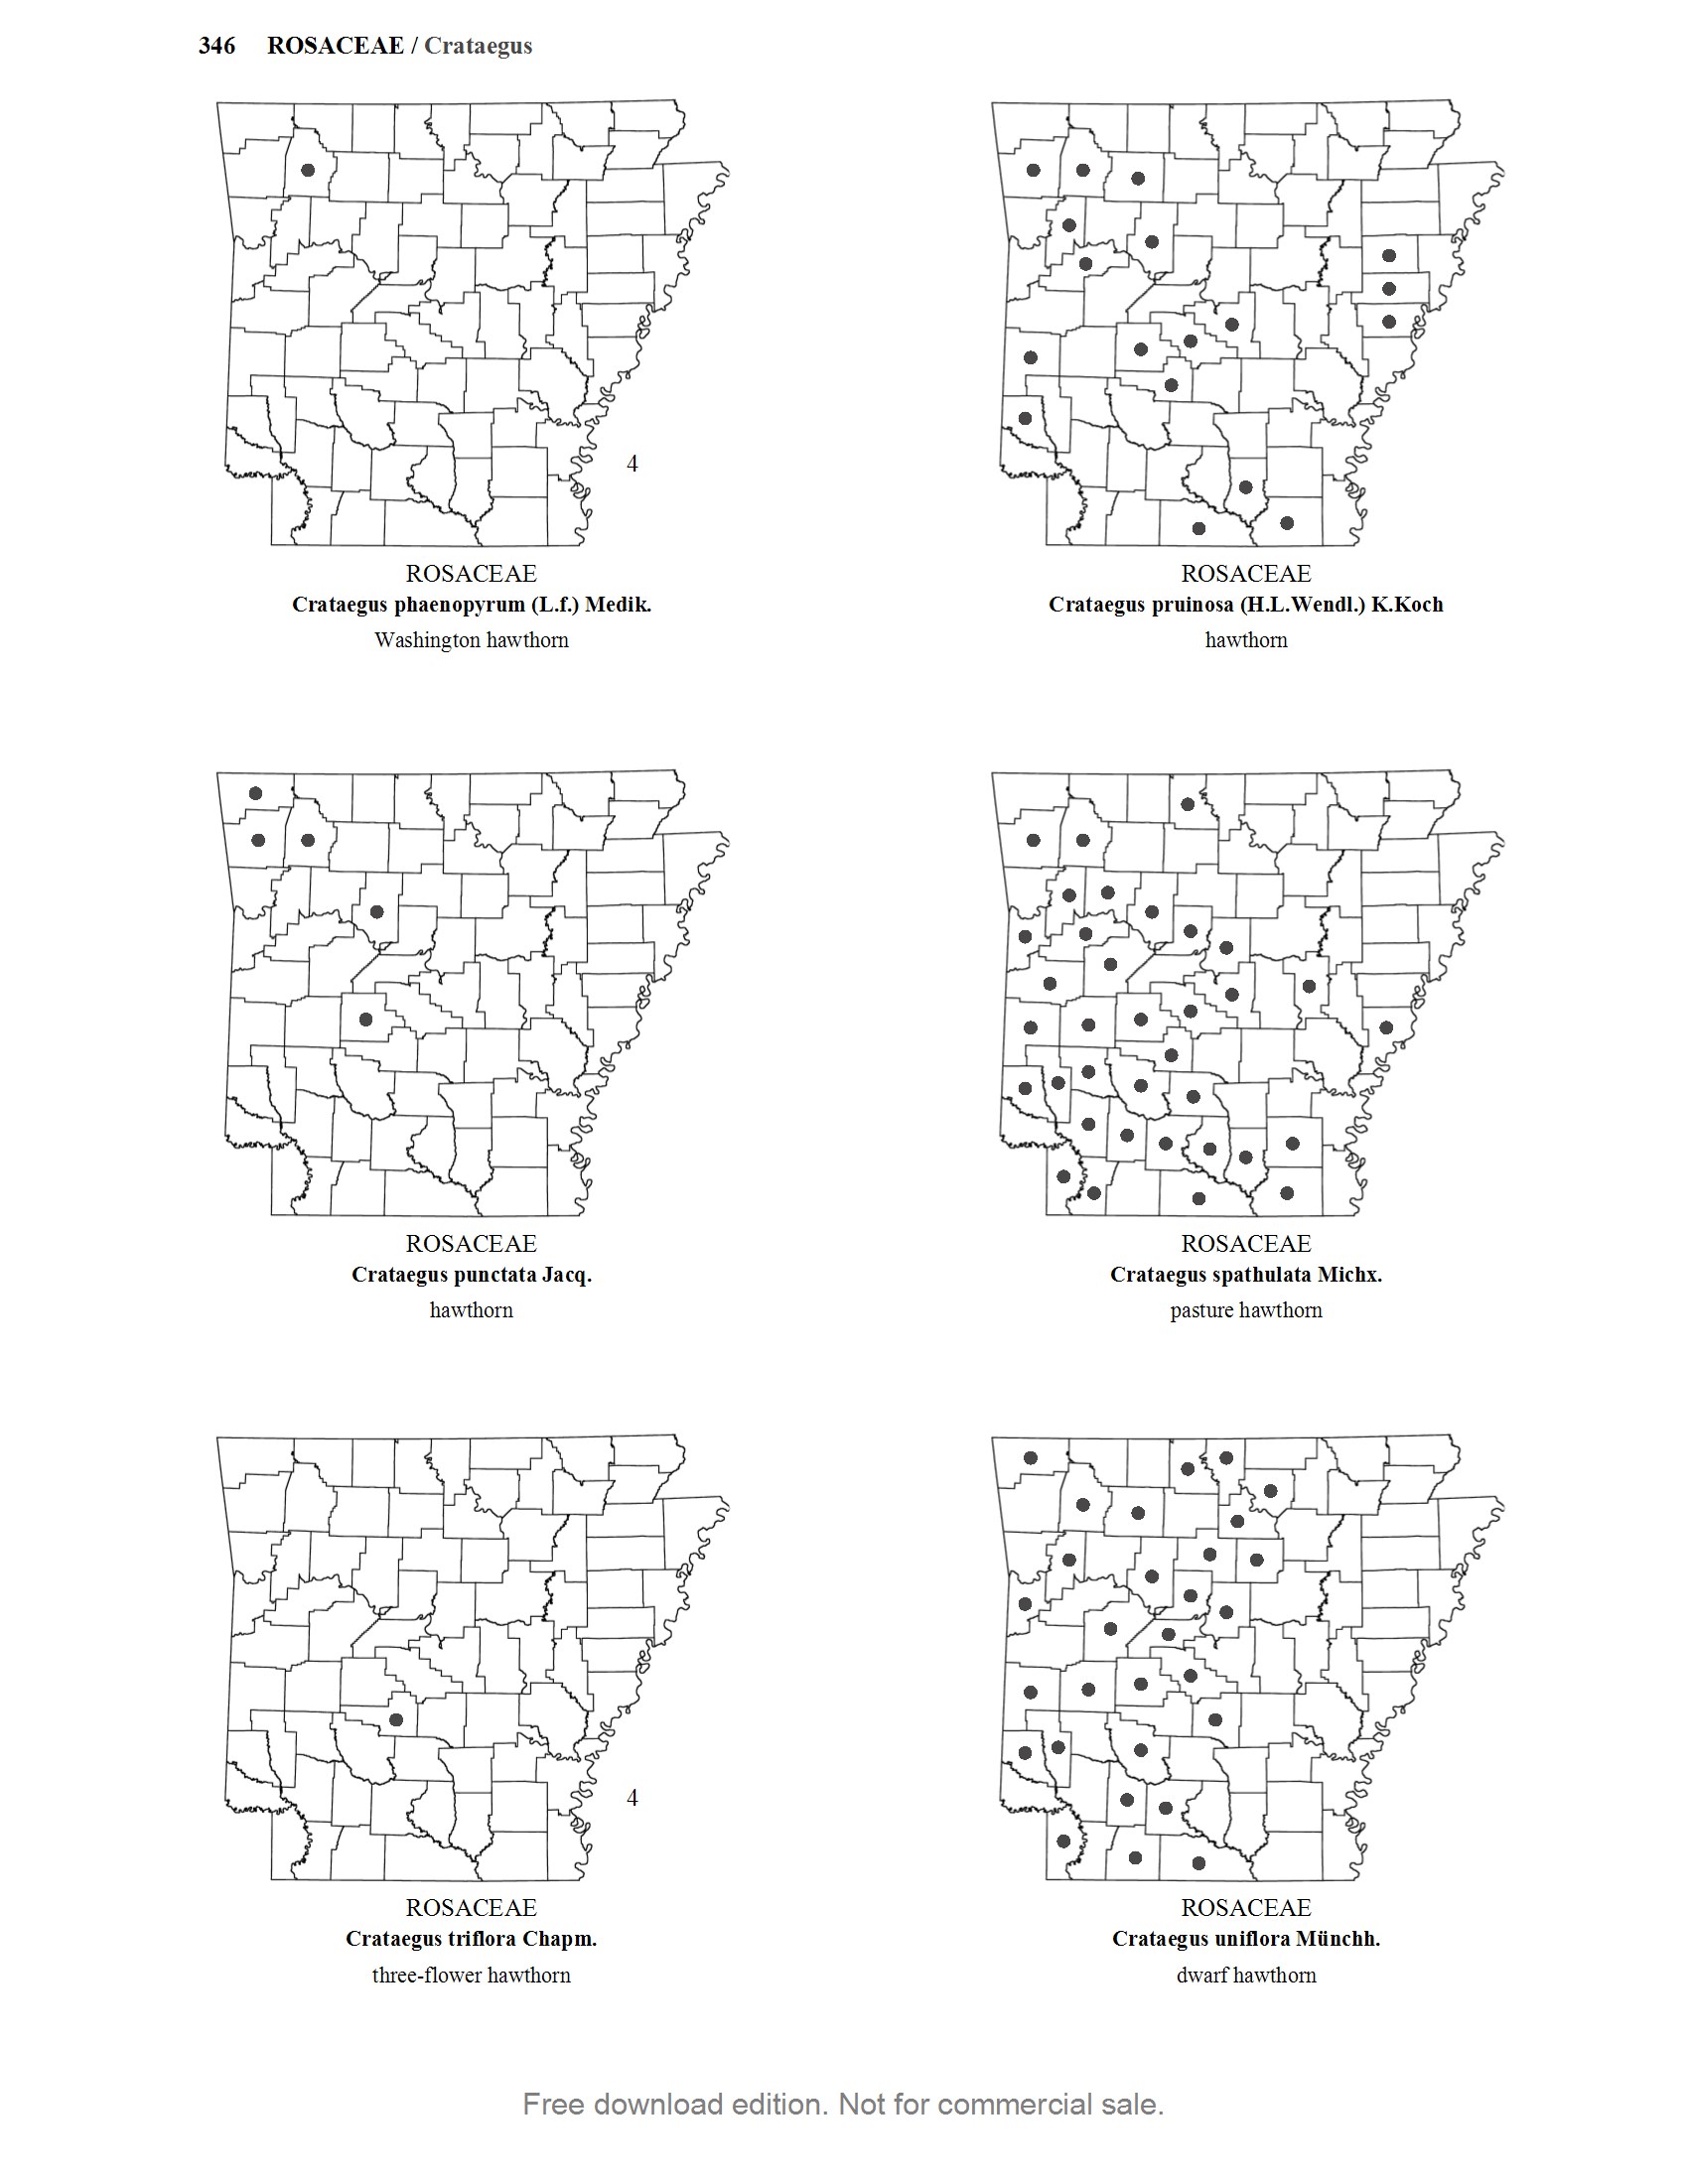 346 ROSACEAE / Crataegus
4
ROSACEAE
Crataegus phaenopyrum (L.f.) Medik.
Washington hawthorn
ROSACEAE
Crataegus pruinosa (H.L.Wendl.) K.Koch
hawthorn
ROSACEAE
Crataegus punctata Jacq.
hawthorn
ROSACEAE
Crataegus spathulata Michx.
pasture hawthorn
4
ROSACEAE
Crataegus triflora Chapm.
three-flower hawthorn
ROSACEAE
Crataegus uniflora Münchh.
dwarf hawthorn
Free download edition. Not for commercial sale.